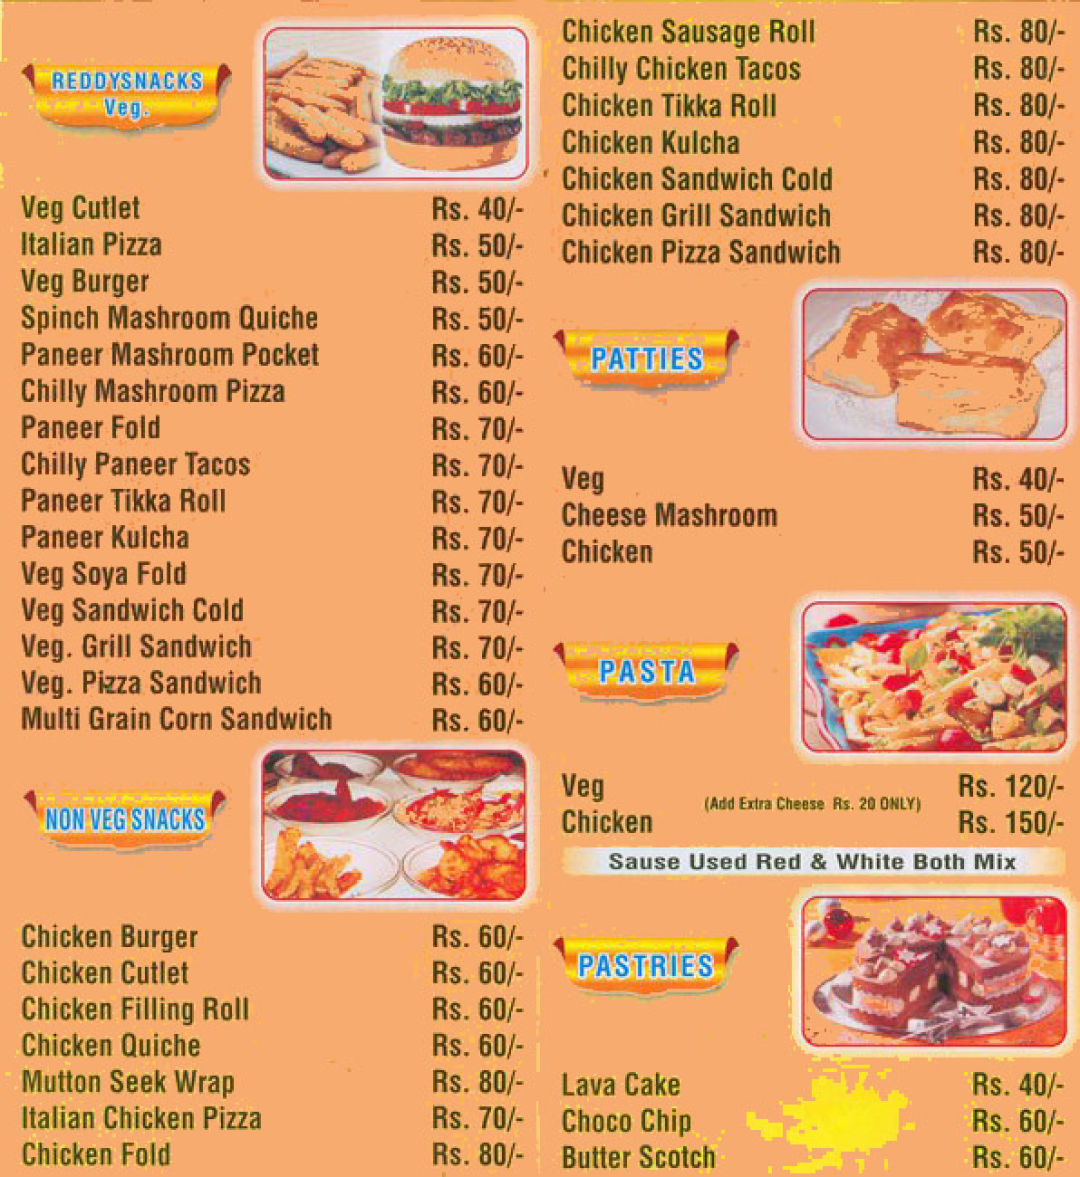 REDDYSNACKS
Veg.
Veg Cutlet Rs. 40/-
Italian Pizza Rs. 50/-
Veg Burger Rs. 50/-
Spinch Mashroom Quiche Rs. 50/-
Paneer Mashroom Pocket Rs. 60/-
Chilly Mashroom Pizza Rs. 60/-
Paneer Fold Rs. 70/-
Chilly Paneer Tacos Rs. 70/-
Paneer Tikka Roll Rs. 70/-
Paneer Kulcha Rs. 70/-
Veg Soya Fold Rs. 70/-
Veg Sandwich Cold Rs. 70/-
Veg. Grill Sandwich Rs. 70/-
Veg. Pizza Sandwich Rs. 60/-
Multi Grain Corn Sandwich Rs. 60/-
NON VEG SNACKS
Chicken Burger Rs. 60/-
Chicken Cutlet Rs. 60/-
Chicken Filling Roll Rs. 60/-
Chicken Quiche Rs. 60/-
Mutton Seek Wrap Rs. 80/-
Italian Chicken Pizza Rs. 70/-
Chicken Fold Rs. 80/-
Chicken Sausage Roll Rs. 80/-
Chilly Chicken Tacos Rs. 80/-
Chicken Tikka Roll Rs. 80/-
Chicken Kulcha Rs. 80/-
Chicken Sandwich Cold Rs. 80/-
Chicken Grill Sandwich Rs. 80/-
Chicken Pizza Sandwich Rs. 80/-
PATTIES
Veg Rs. 40/-
Cheese Mashroom Rs. 50/-
Chicken Rs. 50/-
PASTA
Veg Rs. 120/-
(Add Extra Cheese Rs. 20 ONLY)
Chicken Rs. 150/-
Sause Used Red & White Both Mix
PASTRIES
Lava Cake Rs. 40/-
Choco Chip Rs. 60/-
Butter Scotch Rs. 60/-